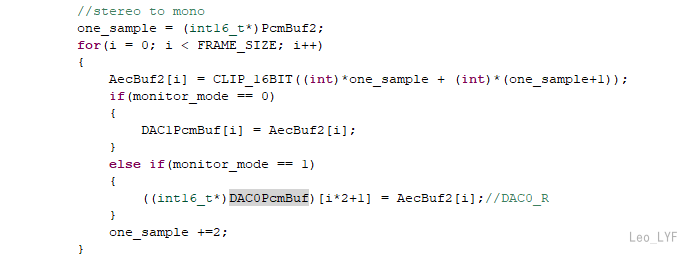 //stereo to mono
one_sample = (int16_t*)PcmBuf2;
for(i = 0; i < FRAME_SIZE; i++)
{
AecBuf2[i] = CLIP_16BIT((int)*one_sample + (int)*(one_sample+1));
if(monitor_mode == 0)
{
DAC1PcmBuf[i] = AecBuf2[i];
}
else if(monitor_mode == 1)
{
((int16_t*)DAC0PcmBuf)[i*2+1] = AecBuf2[i];//DAC0_R
}
one_sample +=2;
}
Leo_LYF